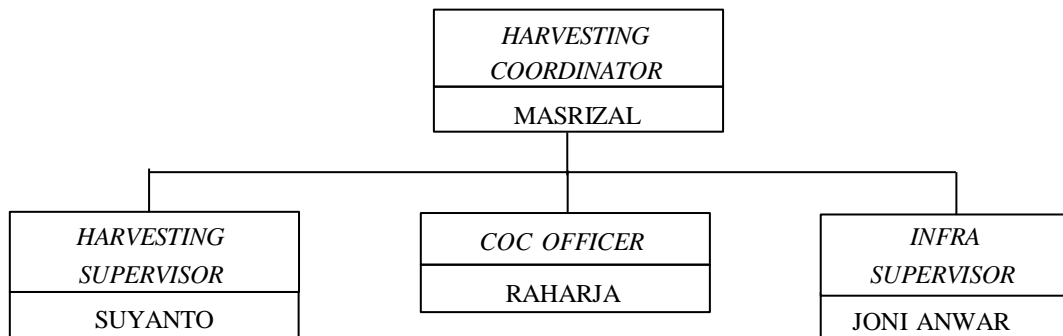 HARVESTING
COORDINATOR
MASRIZAL
HARVESTING
SUPERVISOR
SUYANTO
COC OFFICER
RAHARJA
INFRA
SUPERVISOR
JONI ANWAR